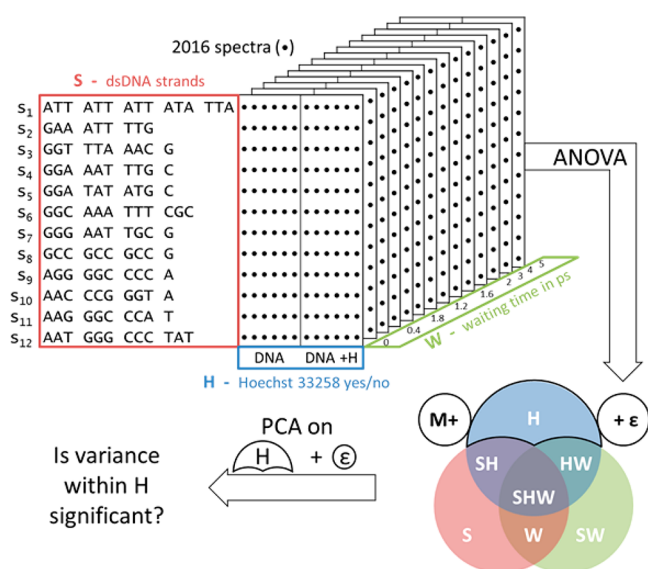 2016 spectra (•)
S - dsDNA strands
S1 ATT ATT ATT ATA TTA
S2 GAA ATT TTG
S3 GGT TTA AAC G
S4 GGA AAT TTG C
S5 GGA TAT ATG C
S6 GGC AAA TTT CGC
S7 GGG AAT TGC G
S8 GCC GCC GCC G
S9 AGG GGC CCC A
S10 AAC CCG GGT A
S11 AAG GGC CCA T
S12 AAT GGG CCC TAT
DNA DNA +H
H - Hoechst 33258 yes/no
0 0.4 1.8 1.2 1.6 2 3 4 5
W - waiting time in ps
ANOVA
M+ H + ε
SH HW
SHW
S W SW
PCA on
H + ε
Is variance
within H
significant?